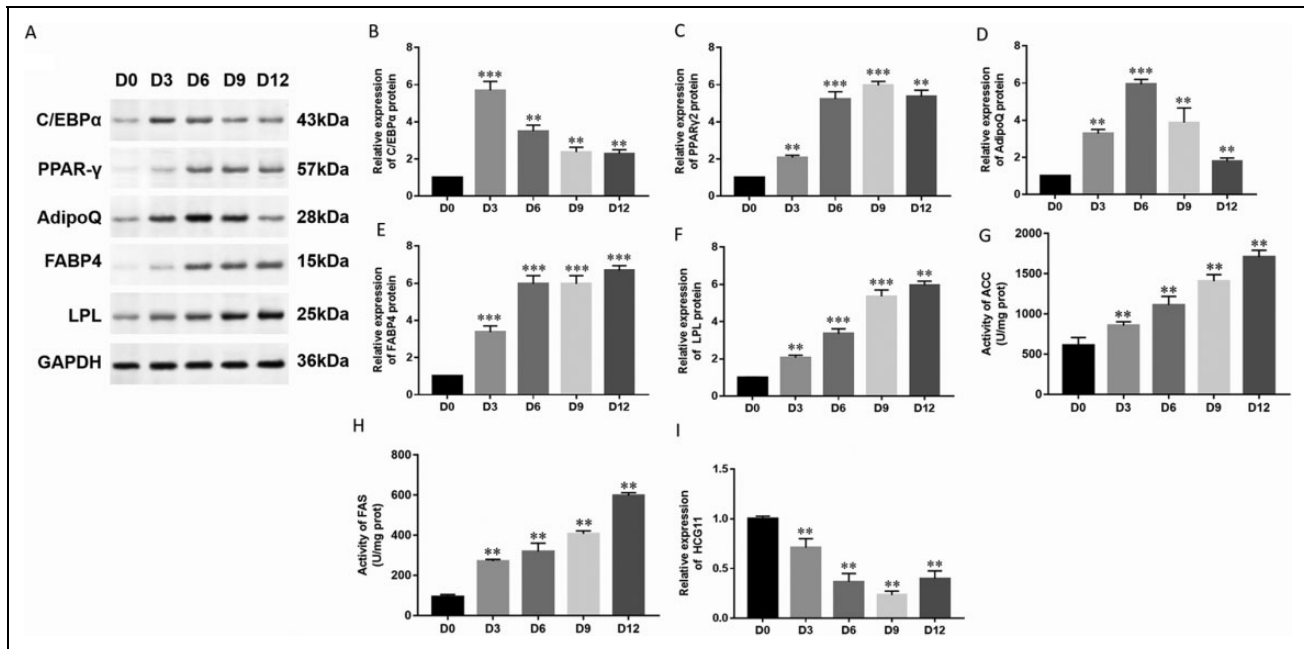 A
D0 D3 D6 D9 D12
C/EBPα 43kDa
PPAR-γ 57kDa
AdipoQ 28kDa
FABP4 15kDa
LPL 25kDa
GAPDH 36kDa
B
Relative expression
of C/EBPα protein
8
6
4
2
0
***
**
**
**
D0 D3 D6 D9 D12
C
Relative expression
of PPARγ2 protein
8
6
4
2
0
**
***
***
**
D0 D3 D6 D9 D12
D
Relative expression
of AdipoQ protein
8
6
4
2
0
**
***
**
**
D0 D3 D6 D9 D12
E
Relative expression
of FABP4 protein
8
6
4
2
0
***
***
***
***
D0 D3 D6 D9 D12
F
Relative expression
of LPL protein
8
6
4
2
0
**
***
***
**
D0 D3 D6 D9 D12
G
Activity of ACC
(U/mg prot)
2000
1500
1000
500
0
**
**
**
**
D0 D3 D6 D9 D12
H
Activity of FAS
(U/mg prot)
800
600
400
200
0
**
**
**
**
D0 D3 D6 D9 D12
I
Relative expression
of HCG11
1.5
1.0
0.5
0.0
**
**
**
**
D0 D3 D6 D9 D12